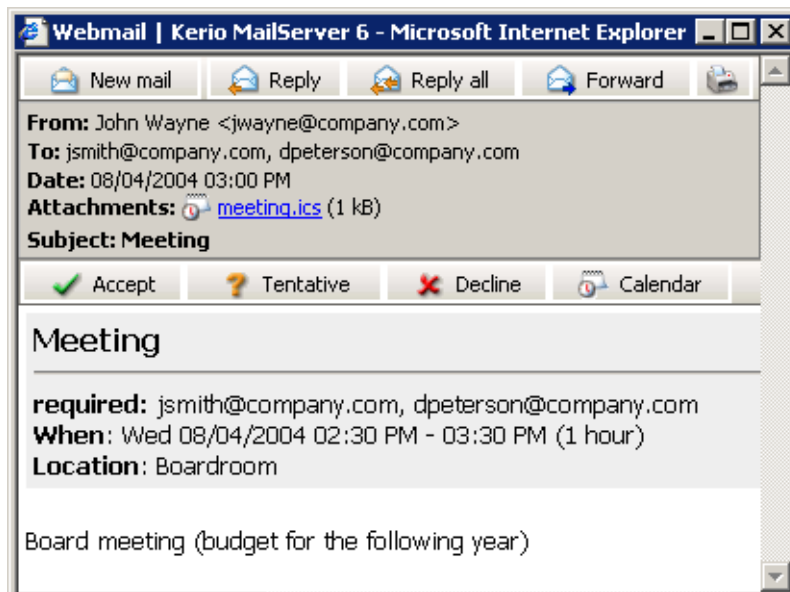 Webmail | Kerio MailServer 6 - Microsoft Internet Explorer
New mail Reply Reply all Forward
From: John Wayne <jwayne@company.com>
To: jsmith@company.com, dpeterson@company.com
Date: 08/04/2004 03:00 PM
Attachments: meeting.ics (1 kB)
Subject: Meeting
Accept Tentative Decline Calendar
Meeting
required: jsmith@company.com, dpeterson@company.com
When: Wed 08/04/2004 02:30 PM - 03:30 PM (1 hour)
Location: Boardroom
Board meeting (budget for the following year)